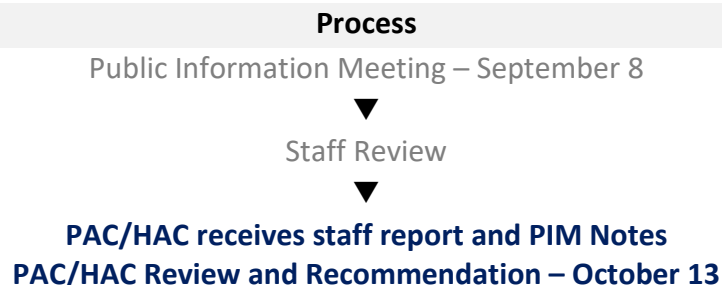 Process
Public Information Meeting – September 8
▼
Staff Review
▼
PAC/HAC receives staff report and PIM Notes
PAC/HAC Review and Recommendation – October 13